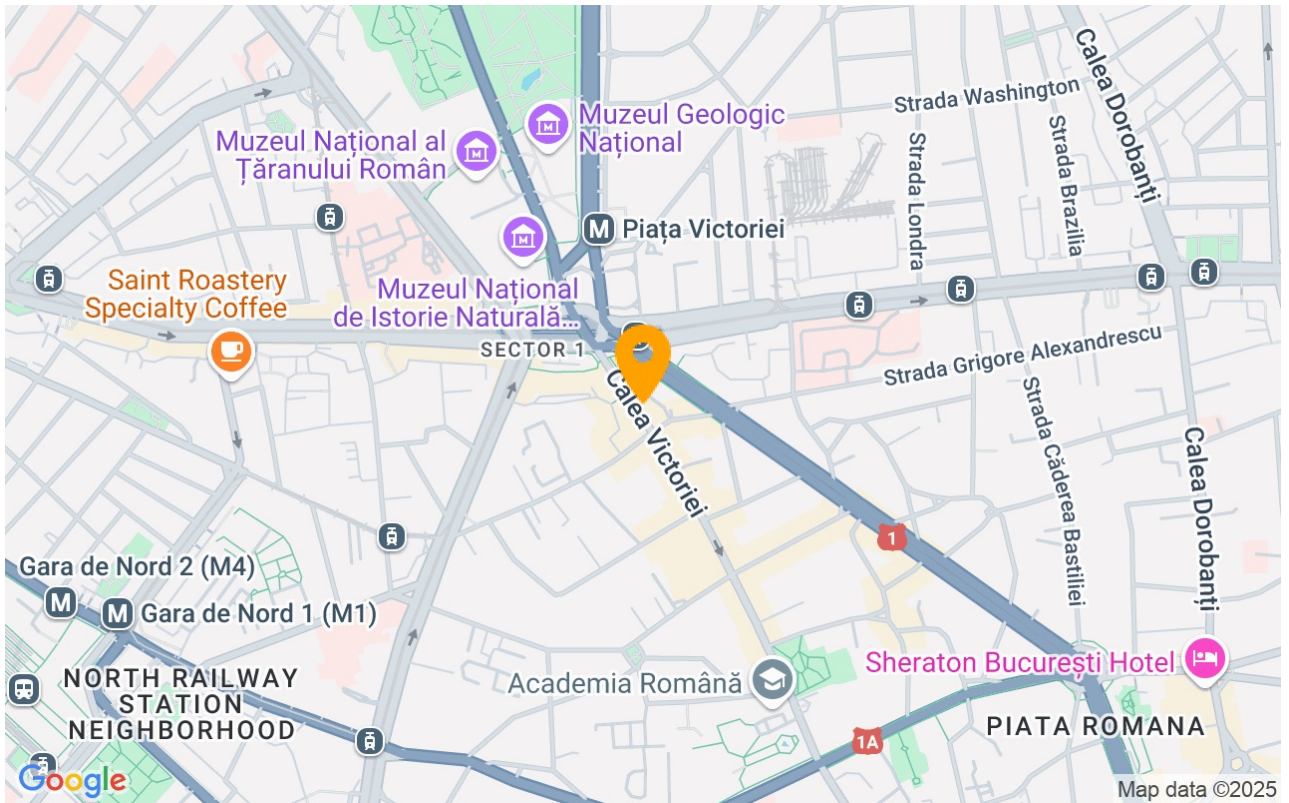 Calea Dorobanți
Strada Washington
Muzeul Geologic
Național
Muzeul Național al
Țăranului Român
Strada Londra
Strada Brazilia
M
Piața Victoriei
Saint Roastery
Specialty Coffee
Muzeul Național
de Istorie Naturală...
SECTOR 1
Strada Grigore Alexandrescu
Calea Victoriei
Strada Căderea Bastiliei
Calea Dorobanți
1
Gara de Nord 2 (M4)
M
M
Gara de Nord 1 (M1)
Sheraton București Hotel
Academia Română
NORTH RAILWAY
STATION
NEIGHBORHOOD
PIATA ROMANA
1A
Google
Map data ©2025